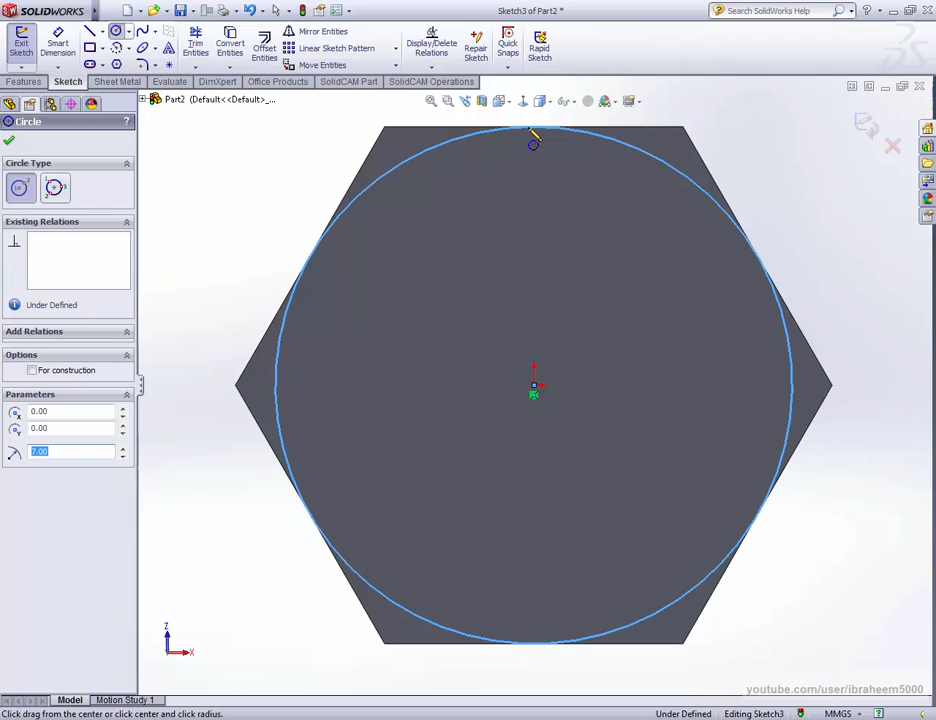 SOLIDWORKS
Sketch3 of Part2 *
Search SolidWorks Help
Exit Sketch
Smart Dimension
Trim Entities
Convert Entities
Offset Entities
Mirror Entities
Linear Sketch Pattern
Move Entities
Display/Delete Relations
Repair Sketch
Quick Snaps
Rapid Sketch
Features
Sketch
Sheet Metal
Evaluate
DimXpert
Office Products
SolidCAM Part
SolidCAM Operations
Part2 (Default<<Default>_...
Circle
?
Circle Type
Existing Relations
Under Defined
Add Relations
Options
For construction
Parameters
0.00
0.00
7.00
Z
X
youtube.com/user/ibraheem5000
Model
Motion Study 1
Click drag from the center or click center and click radius.
Under Defined
Editing Sketch3
MMGS